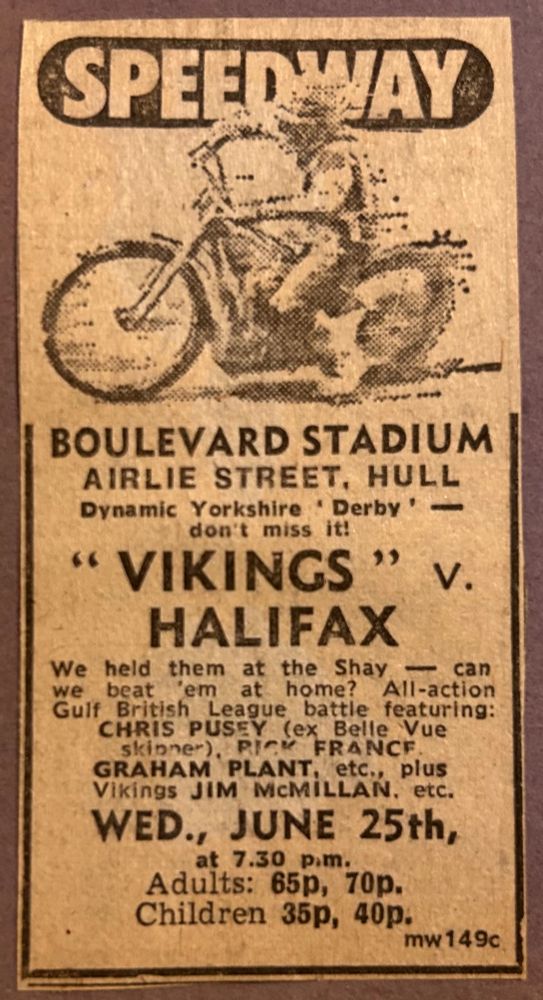 SPEEDWAY
BOULEVARD STADIUM
AIRLIE STREET, HULL
Dynamic Yorkshire ' Derby ' —
don't miss it!
“ VIKINGS ” v.
HALIFAX
We held them at the Shay — can
we beat 'em at home? All-action
Gulf British League battle featuring:
CHRIS PUSEY (ex Belle Vue
skipper), RICK FRANCE,
GRAHAM PLANT, etc., plus
Vikings JIM McMILLAN, etc.
WED., JUNE 25th,
at 7.30 p.m.
Adults: 65p, 70p.
Children 35p, 40p.
mw149c